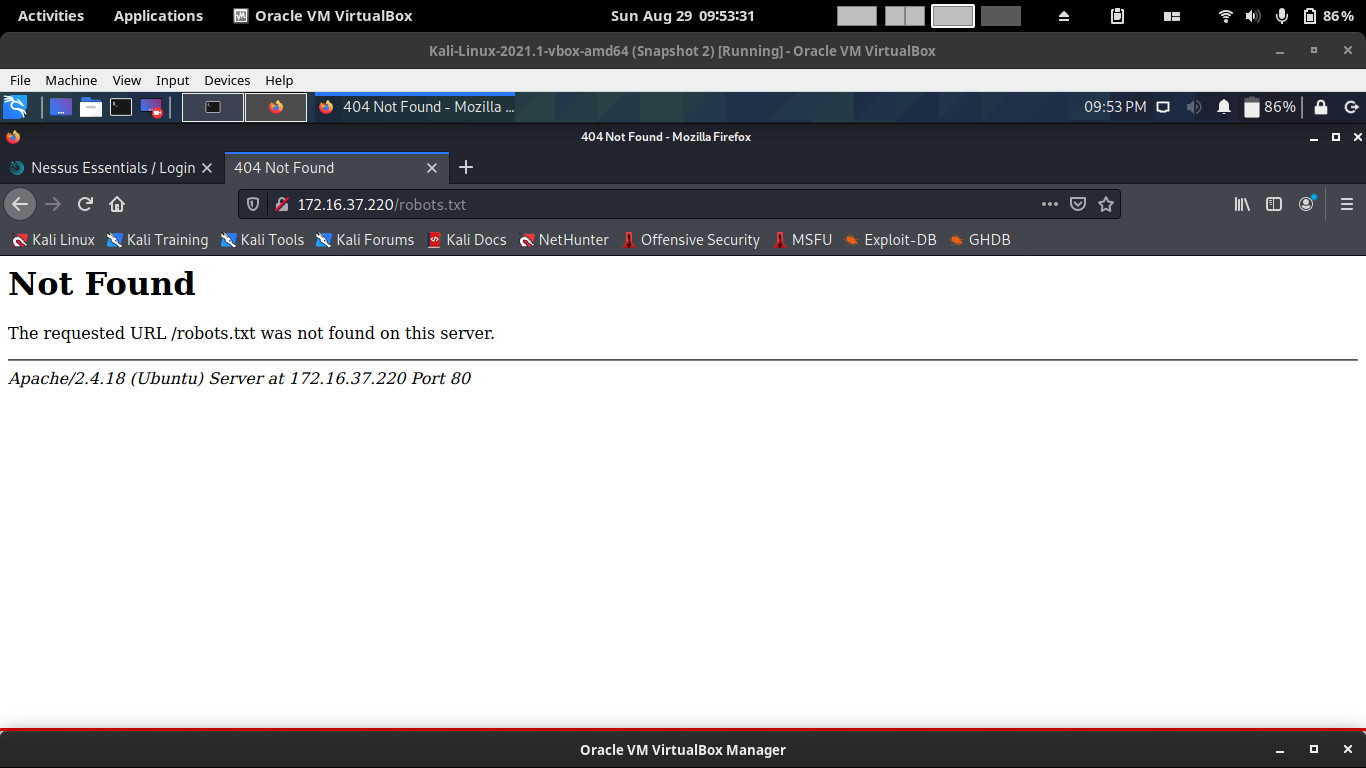 Activities Applications Oracle VM VirtualBox Sun Aug 29 09:53:31 86%
Kali-Linux-2021.1-vbox-amd64 (Snapshot 2) [Running] - Oracle VM VirtualBox
File Machine View Input Devices Help
404 Not Found - Mozilla ... 09:53 PM 86%
404 Not Found - Mozilla Firefox
Nessus Essentials / Login 404 Not Found
172.16.37.220/robots.txt
Kali Linux Kali Training Kali Tools Kali Forums Kali Docs NetHunter Offensive Security MSFU Exploit-DB GHDB
Not Found
The requested URL /robots.txt was not found on this server.
Apache/2.4.18 (Ubuntu) Server at 172.16.37.220 Port 80
Oracle VM VirtualBox Manager